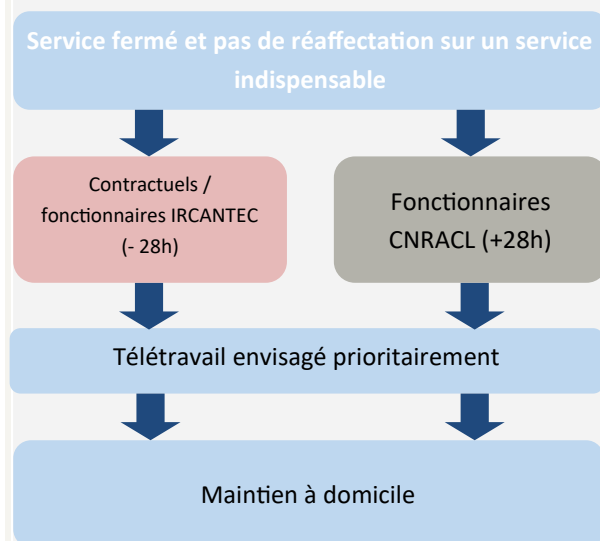 Service fermé et pas de réaffectation sur un service
indispensable
Contractuels /
fonctionnaires IRCANTEC
(- 28h)
Fonctionnaires
CNRACL (+28h)
Télétravail envisagé prioritairement
Maintien à domicile